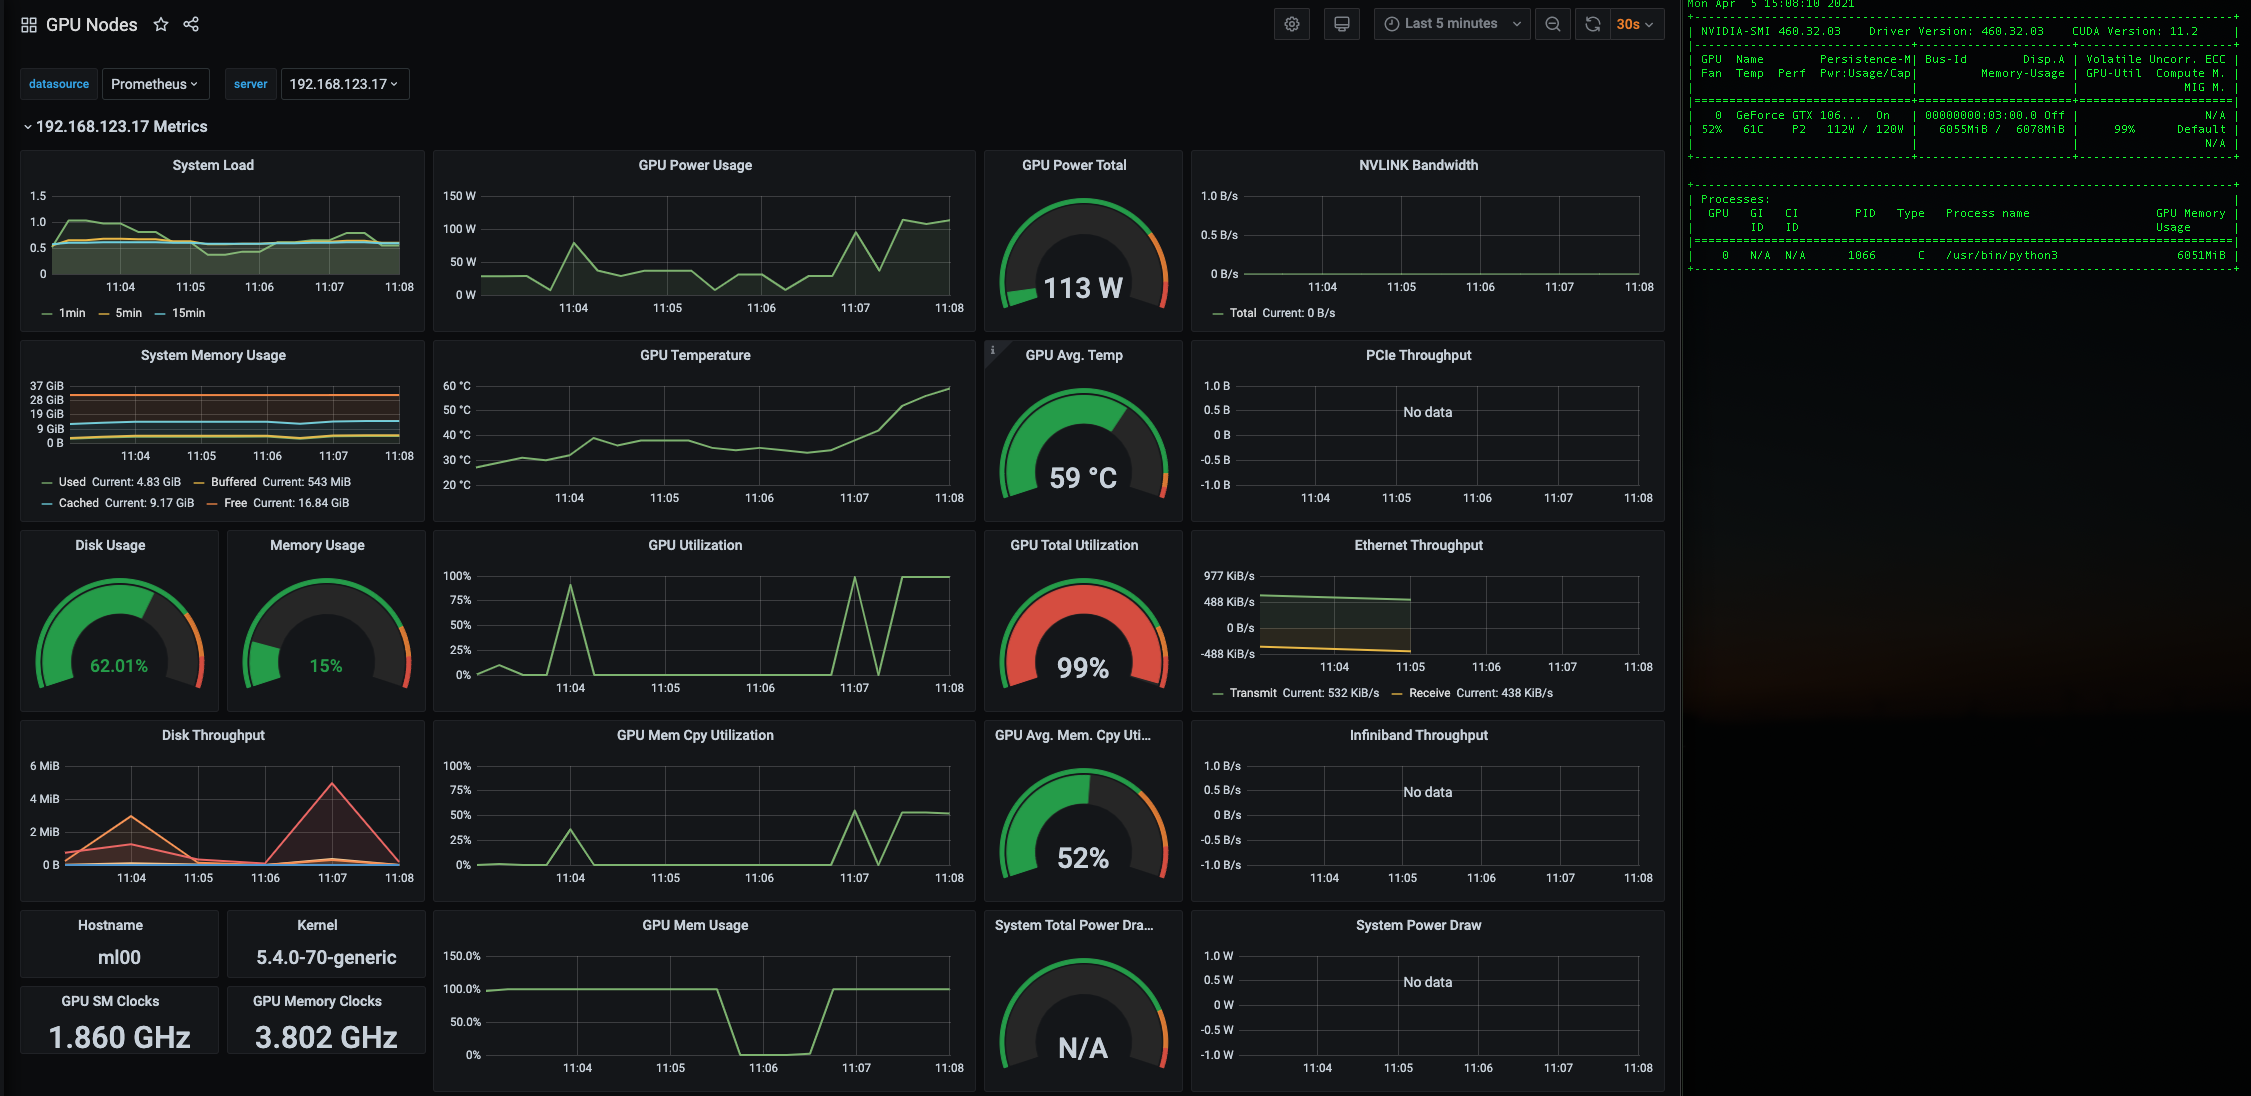 GPU Nodes
Last 5 minutes
30s
datasource Prometheus server 192.168.123.17
192.168.123.17 Metrics
System Load
1.5
1.0
0.5
0
11:04 11:05 11:06 11:07 11:08
1min 5min 15min
GPU Power Usage
150 W
100 W
50 W
0 W
11:04 11:05 11:06 11:07 11:08
GPU Power Total
113 W
NVLINK Bandwidth
1.0 B/s
0.5 B/s
0 B/s
11:04 11:05 11:06 11:07 11:08
Total Current: 0 B/s
System Memory Usage
37 GiB
28 GiB
19 GiB
9 GiB
0 B
11:04 11:05 11:06 11:07 11:08
Used Current: 4.83 GiB Buffered Current: 543 MiB
Cached Current: 9.17 GiB Free Current: 16.84 GiB
GPU Temperature
60 °C
50 °C
40 °C
30 °C
20 °C
11:04 11:05 11:06 11:07 11:08
GPU Avg. Temp
59 °C
PCIe Throughput
1.0 B
0.5 B
0 B
-0.5 B
-1.0 B
No data
11:04 11:05 11:06 11:07 11:08
Disk Usage
62.01%
Memory Usage
15%
GPU Utilization
100%
75%
50%
25%
0%
11:04 11:05 11:06 11:07 11:08
GPU Total Utilization
99%
Ethernet Throughput
977 KiB/s
488 KiB/s
0 B/s
-488 KiB/s
11:04 11:05 11:06 11:07 11:08
Transmit Current: 532 KiB/s Receive Current: 438 KiB/s
Disk Throughput
6 MiB
4 MiB
2 MiB
0 B
11:04 11:05 11:06 11:07 11:08
GPU Mem Cpy Utilization
100%
75%
50%
25%
0%
11:04 11:05 11:06 11:07 11:08
GPU Avg. Mem. Cpy Uti...
52%
Infiniband Throughput
1.0 B/s
0.5 B/s
0 B/s
-0.5 B/s
-1.0 B/s
No data
11:04 11:05 11:06 11:07 11:08
Hostname
ml00
Kernel
5.4.0-70-generic
GPU SM Clocks
1.860 GHz
GPU Memory Clocks
3.802 GHz
GPU Mem Usage
150.0%
100.0%
50.0%
0%
11:04 11:05 11:06 11:07 11:08
System Total Power Dra...
N/A
System Power Draw
1.0 W
0.5 W
0 W
-0.5 W
-1.0 W
No data
11:04 11:05 11:06 11:07 11:08
Mon Apr 5 15:08:10 2021
NVIDIA-SMI 460.32.03 Driver Version: 460.32.03 CUDA Version: 11.2
GPU Name Persistence-M| Bus-Id Disp.A | Volatile Uncorr. ECC
Fan Temp Perf Pwr:Usage/Cap| Memory-Usage | GPU-Util Compute M.
MIG M.
0 GeForce GTX 106... On | 00000000:03:00.0 Off | N/A
52% 61C P2 112W / 120W | 6055MiB / 6078MiB | 99% Default
N/A
Processes:
GPU GI CI PID Type Process name GPU Memory
ID ID Usage
0 N/A N/A 1066 C /usr/bin/python3 6051MiB